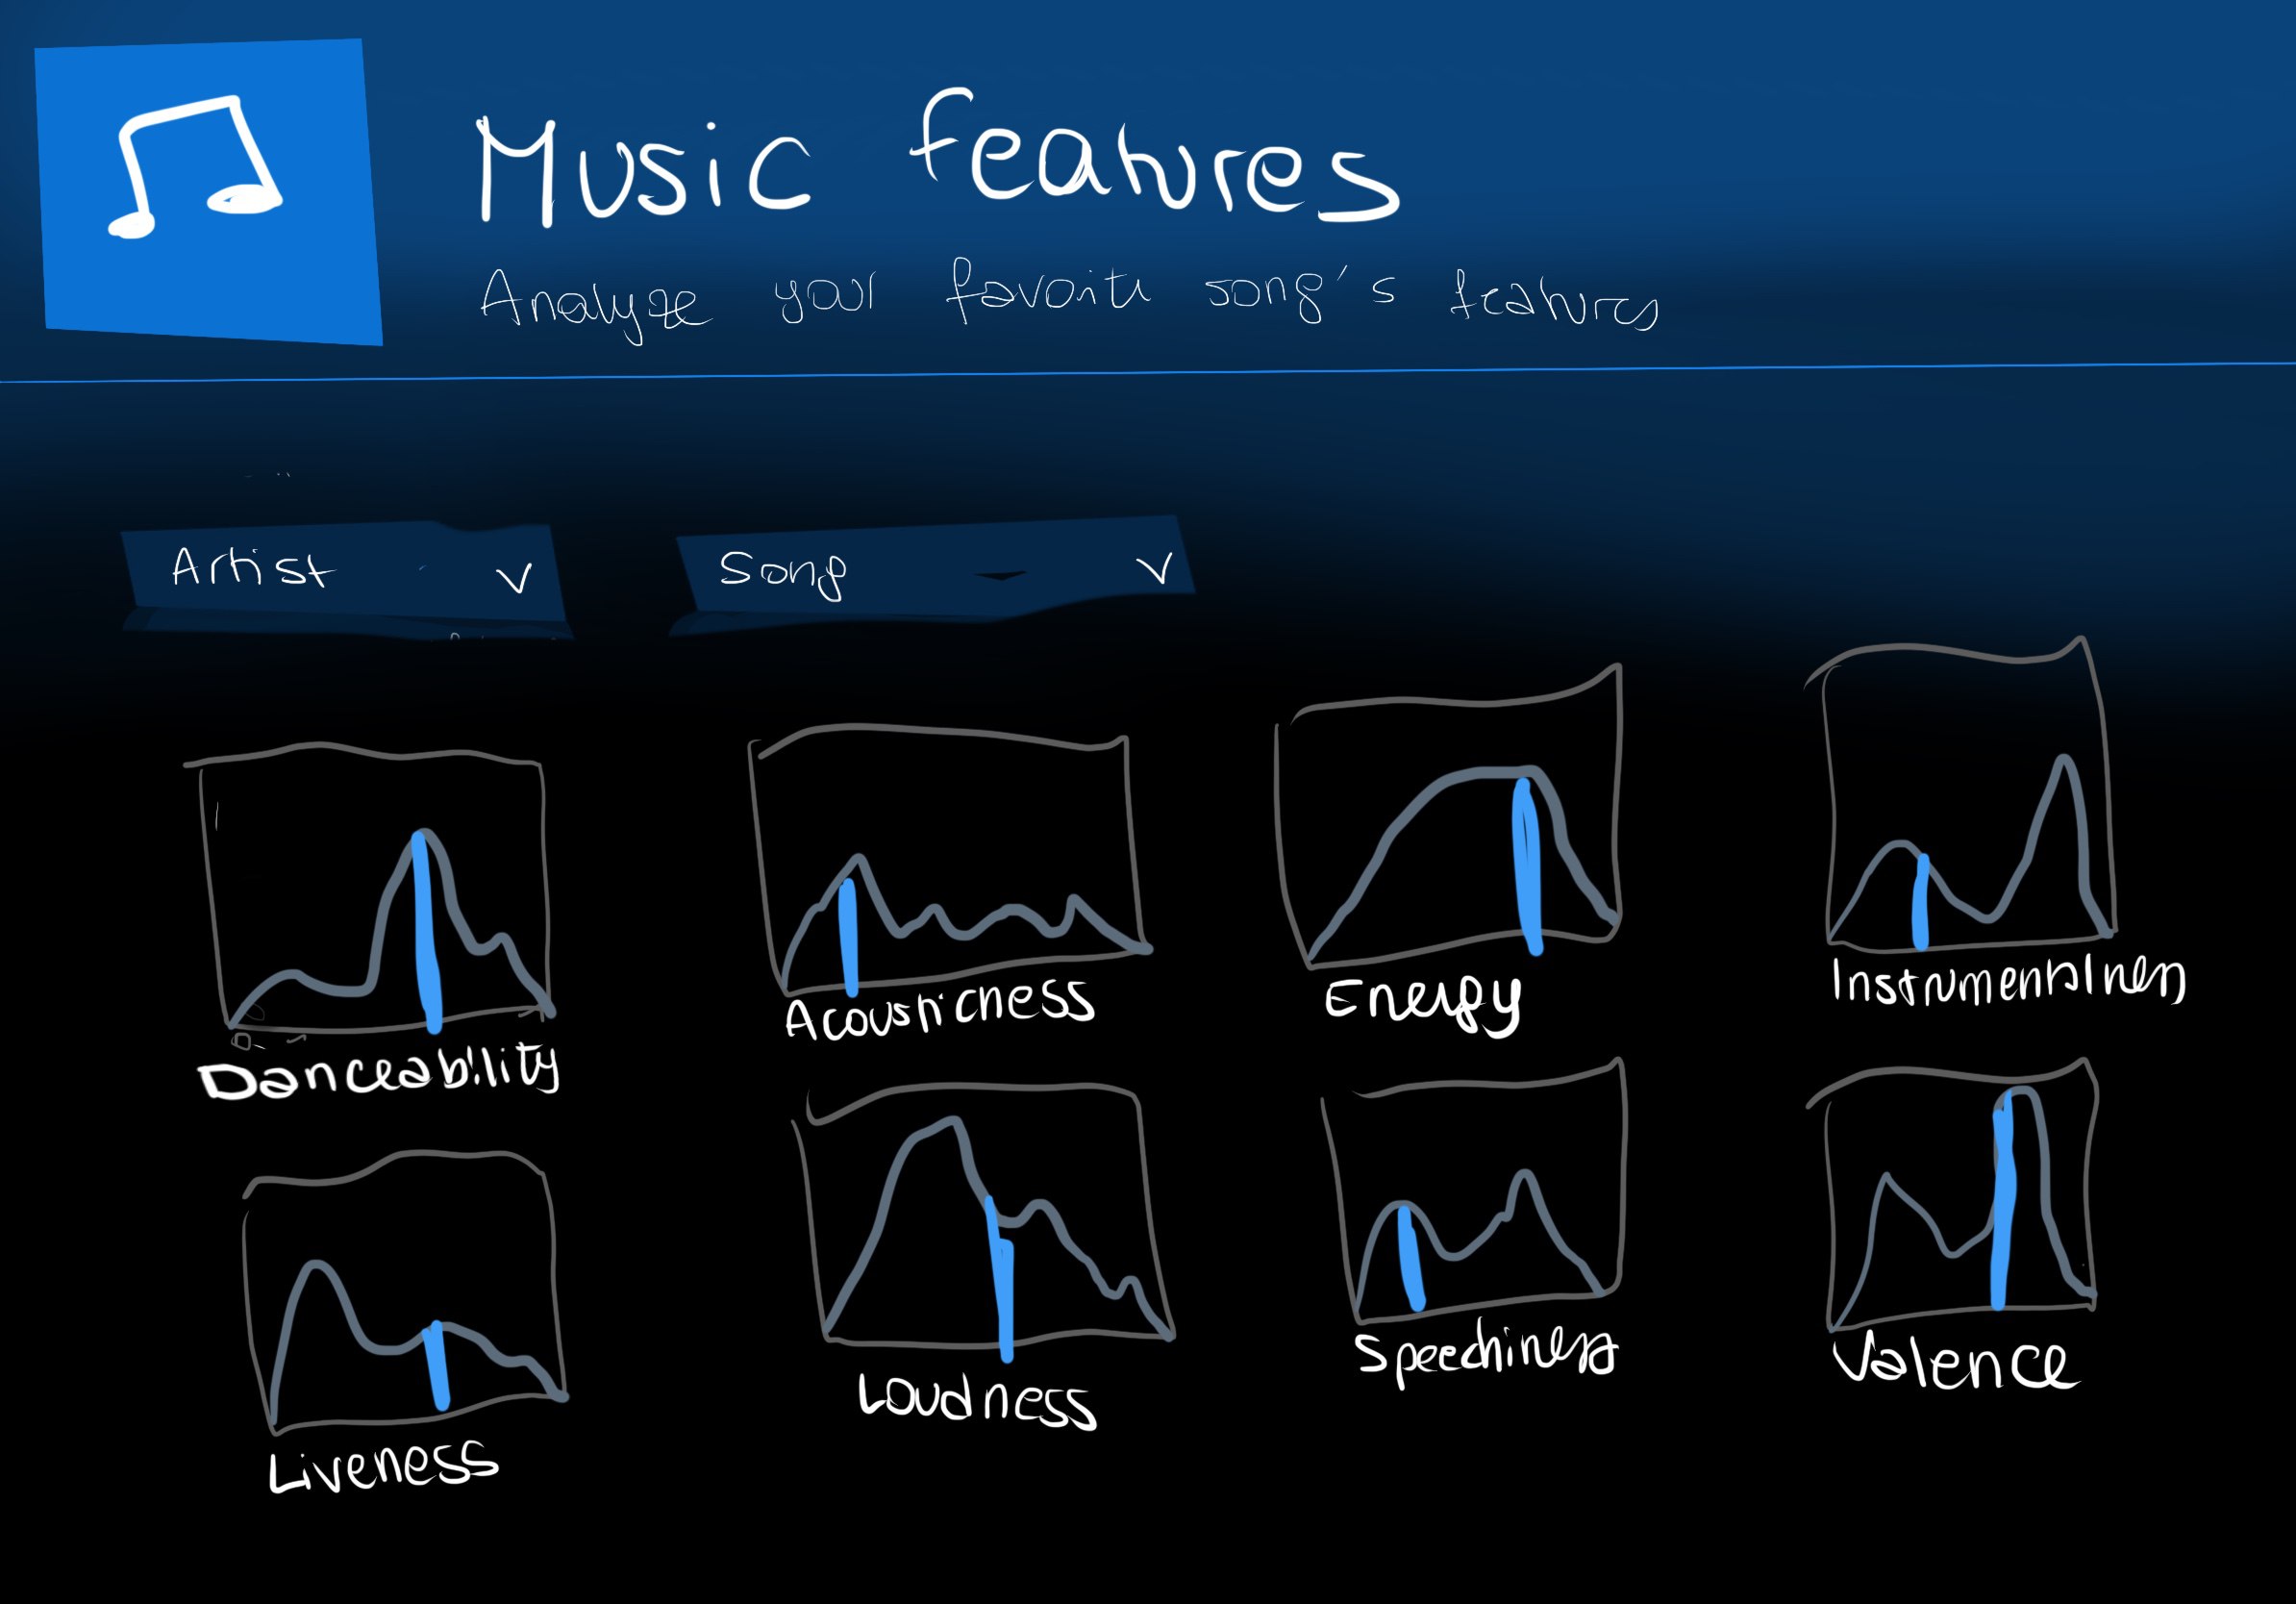 Music features
Analyze your favorite song's features
Artist
Song
Danceability
Acousticness
Energy
Instrumentalness
Liveness
Loudness
Speechiness
Valence